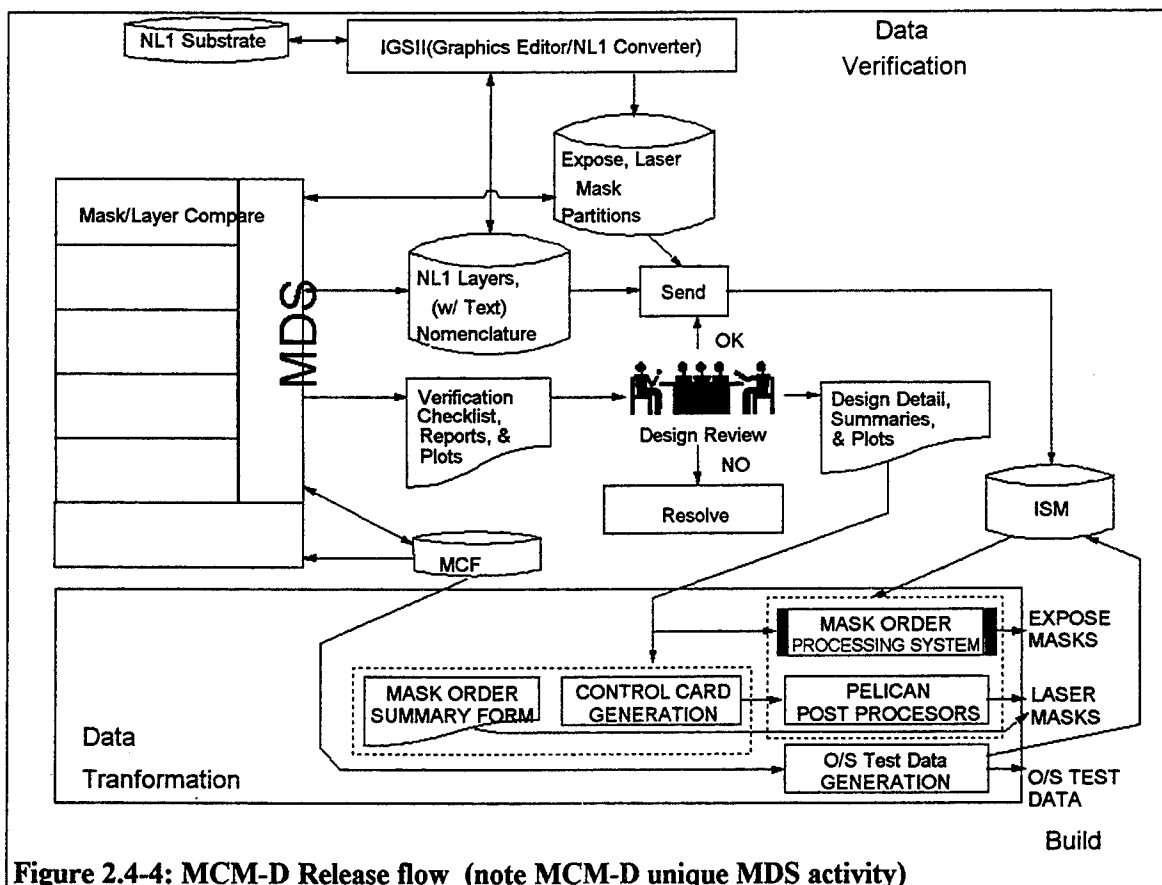 NL1 Substrate
IGSII(Graphics Editor/NL1 Converter)
Data
Verification
Expose, Laser
Mask
Partitions
Mask/Layer Compare
MDS
NL1 Layers,
(w/ Text)
Nomenclature
Send
OK
Verification
Checklist,
Reports, &
Plots
Design Review
NO
Resolve
Design Detail,
Summaries,
& Plots
ISM
MCF
MASK ORDER
PROCESSING SYSTEM
EXPOSE
MASKS
MASK ORDER
SUMMARY FORM
CONTROL CARD
GENERATION
PELICAN
POST PROCESORS
LASER
MASKS
Data
Tranformation
O/S Test Data
GENERATION
O/S TEST
DATA
Build
Figure 2.4-4: MCM-D Release flow (note MCM-D unique MDS activity)